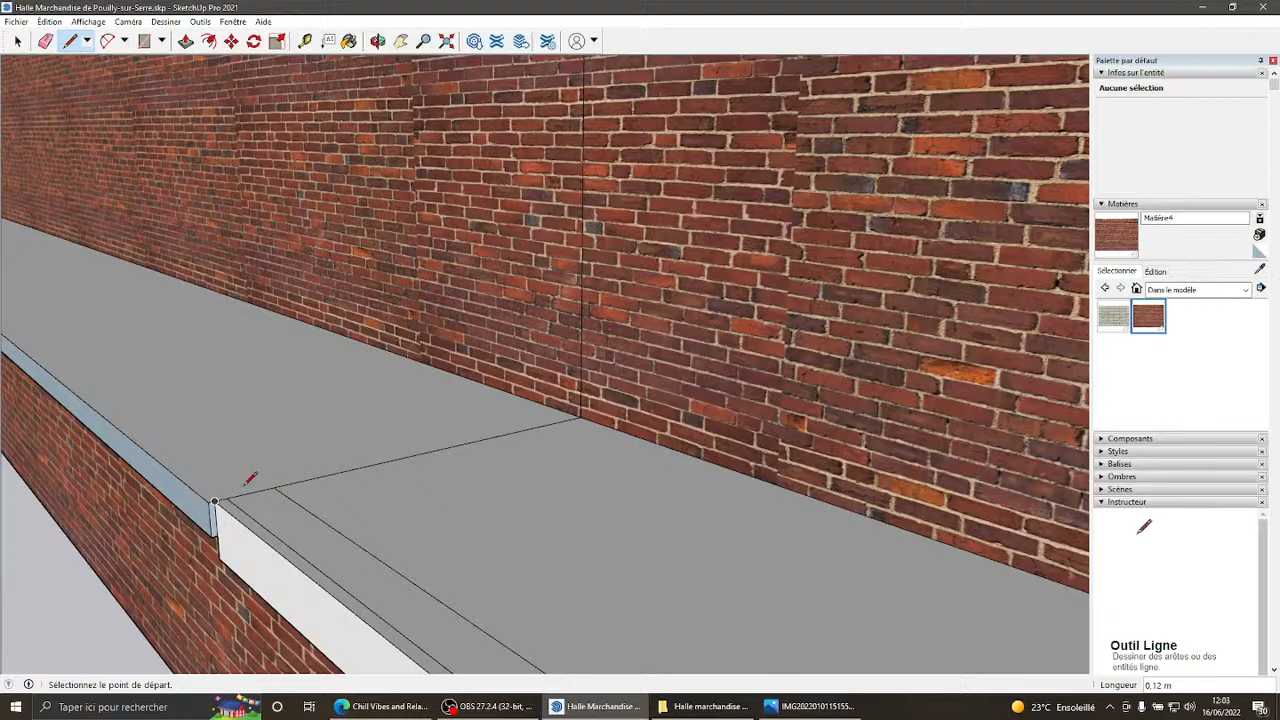 Halle Marchandise de Pouilly-sur-Serre.skp - SketchUp Pro 2021
Fichier Édition Affichage Caméra Dessiner Outils Fenêtre Aide
Palette par défaut
Infos sur l'entité
Aucune sélection
Matières
Matière4
Sélectionner Édition
Dans le modèle
Composants
Styles
Balises
Ombres
Scènes
Instructeur
Outil Ligne
Dessiner des arêtes ou des
entités ligne.
Sélectionnez le point de départ.
Longueur 0,12 m
Taper ici pour rechercher
Chill Vibes and Rela...
OBS 27.2.4 (32-bit, ...
Halle Marchandise ...
Halle marchandise ...
IMG2022010115155...
23°C Ensoleillé
12:03
16/06/2022